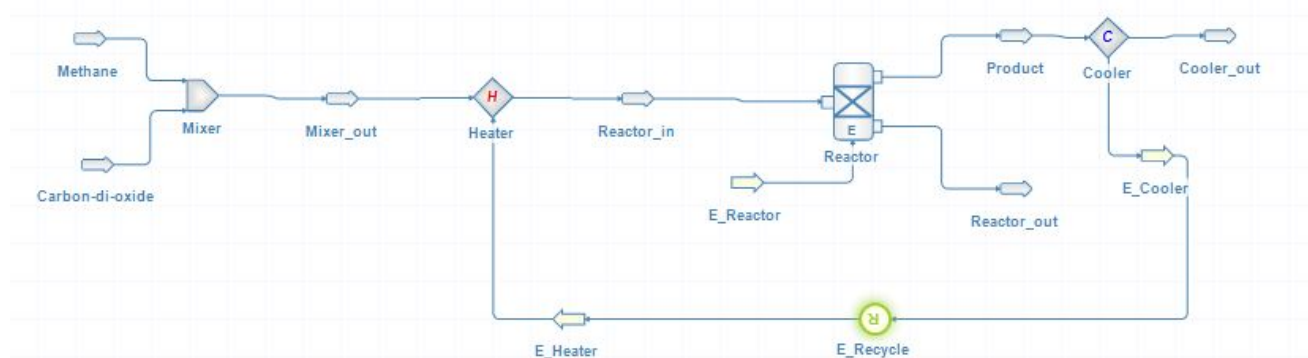 Methane
Mixer
Carbon-di-oxide
Mixer_out
H
Heater
Reactor_in
E
Reactor
E_Reactor
Product
C
Cooler
Cooler_out
E_Cooler
Reactor_out
E_Heater
R
E_Recycle